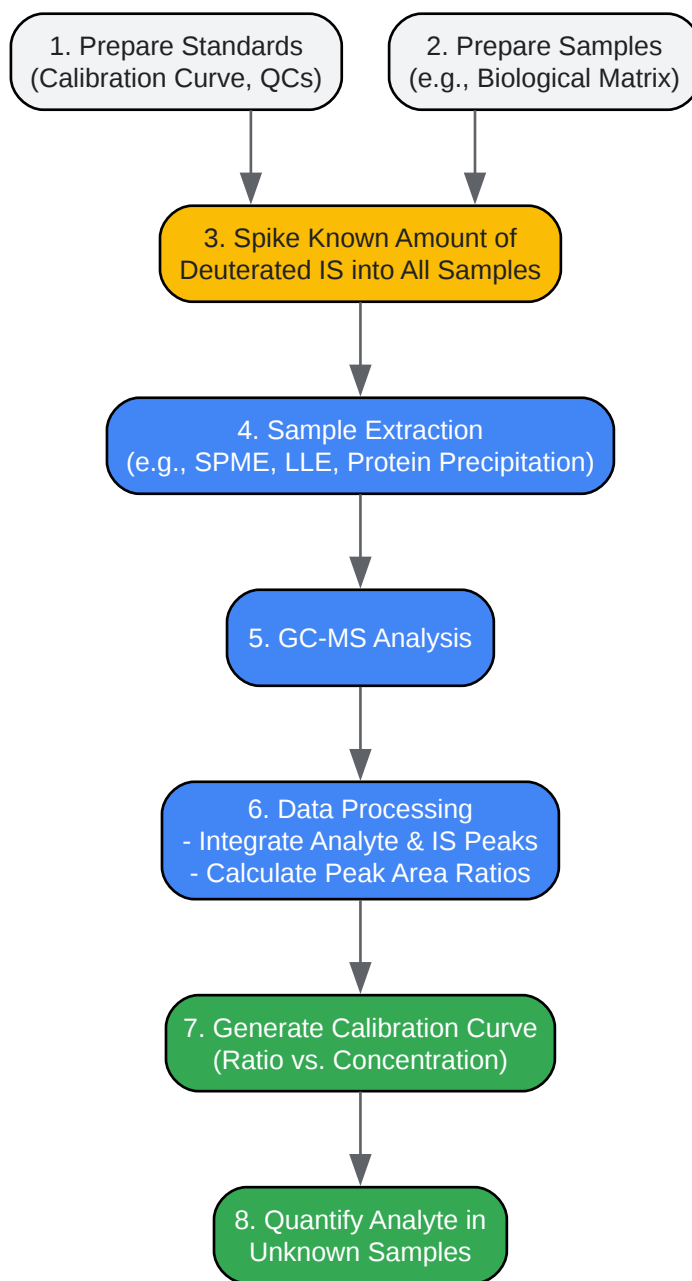 1. Prepare Standards
(Calibration Curve, QCs)
2. Prepare Samples
(e.g., Biological Matrix)
3. Spike Known Amount of
Deuterated IS into All Samples
4. Sample Extraction
(e.g., SPME, LLE, Protein Precipitation)
5. GC-MS Analysis
6. Data Processing
- Integrate Analyte & IS Peaks
- Calculate Peak Area Ratios
7. Generate Calibration Curve
(Ratio vs. Concentration)
8. Quantify Analyte in
Unknown Samples